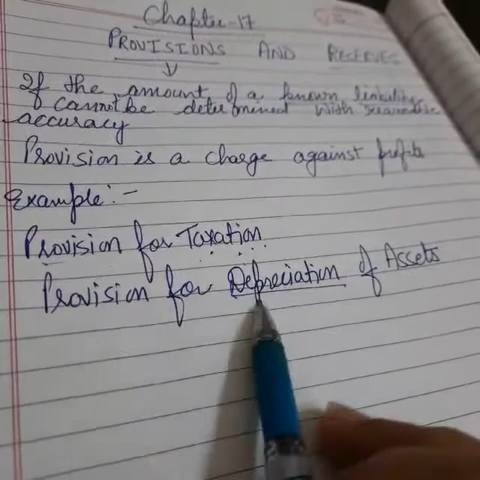 Chapter-17
PROVISIONS AND RESERVES
If the amount of a known liability
cannot be determined with
accuracy
Provision is a charge against profits
Example:-
Provision for Taxation
Provision for Depreciation of Assets